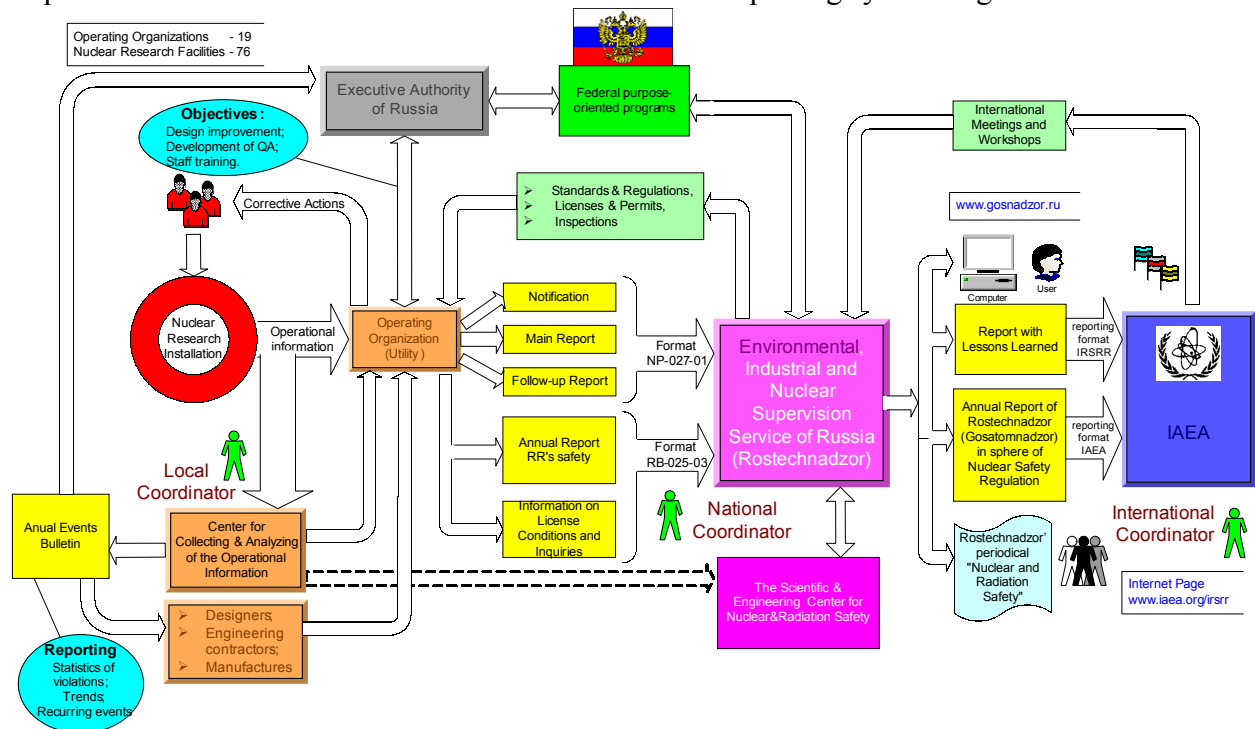 Operating Organizations - 19
Nuclear Research Facilities - 76
Executive Authority
of Russia
Federal purpose-
oriented programs
International
Meetings and
Workshops
Objectives :
Design improvement;
Development of QA;
Staff training.
Corrective Actions
➢ Standards & Regulations,
➢ Licenses & Permits,
➢ Inspections
www.gosnadzor.ru
Computer
User
Nuclear
Research
Installation
Operational
information
Operating
Organization
(Utility)
Notification
Main Report
Follow-up Report
Format
NP-027-01
Annual Report
RR's safety
Information on
License
Conditions and
Inquiries
Format
RB-025-03
Environmental,
Industrial and
Nuclear
Supervision
Service of Russia
(Rostechnadzor)
Report with
Lessons Learned
reporting
format
IRSRR
Annual Report of
Rostechnadzor
(Gosatomnadzor)
in sphere of
Nuclear Safety
Regulation
reporting
format
IAEA
IAEA
Local
Coordinator
National
Coordinator
International
Coordinator
Anual Events
Bulletin
Center for
Collecting & Analyzing
of the Operational
Information
The Scientific &
Engineering Center for
Nuclear&Radiation Safety
Rostechnadzor'
periodical
"Nuclear and
Radiation
Safety"
Internet Page
www.iaea.org/irsrr
➢ Designers;
➢ Engineering
contractors;
➢ Manufactures
Reporting
Statistics of
violations;
Trends;
Recurring events